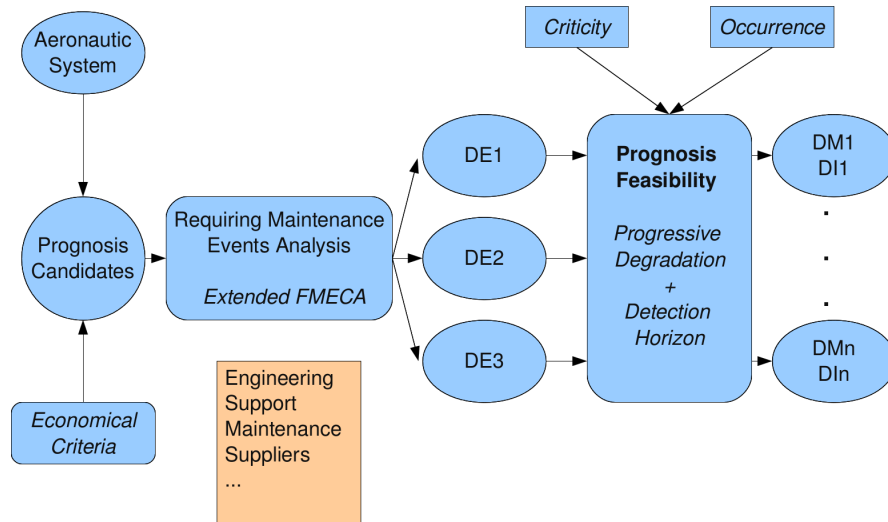 Aeronautic
System
Criticity
Occurrence
Prognosis
Candidates
Requiring Maintenance
Events Analysis
Extended FMECA
DE1
DE2
DE3
Prognosis
Feasibility
Progressive
Degradation
+
Detection
Horizon
DM1
DI1
DMn
DIn
Economical
Criteria
Engineering
Support
Maintenance
Suppliers
...